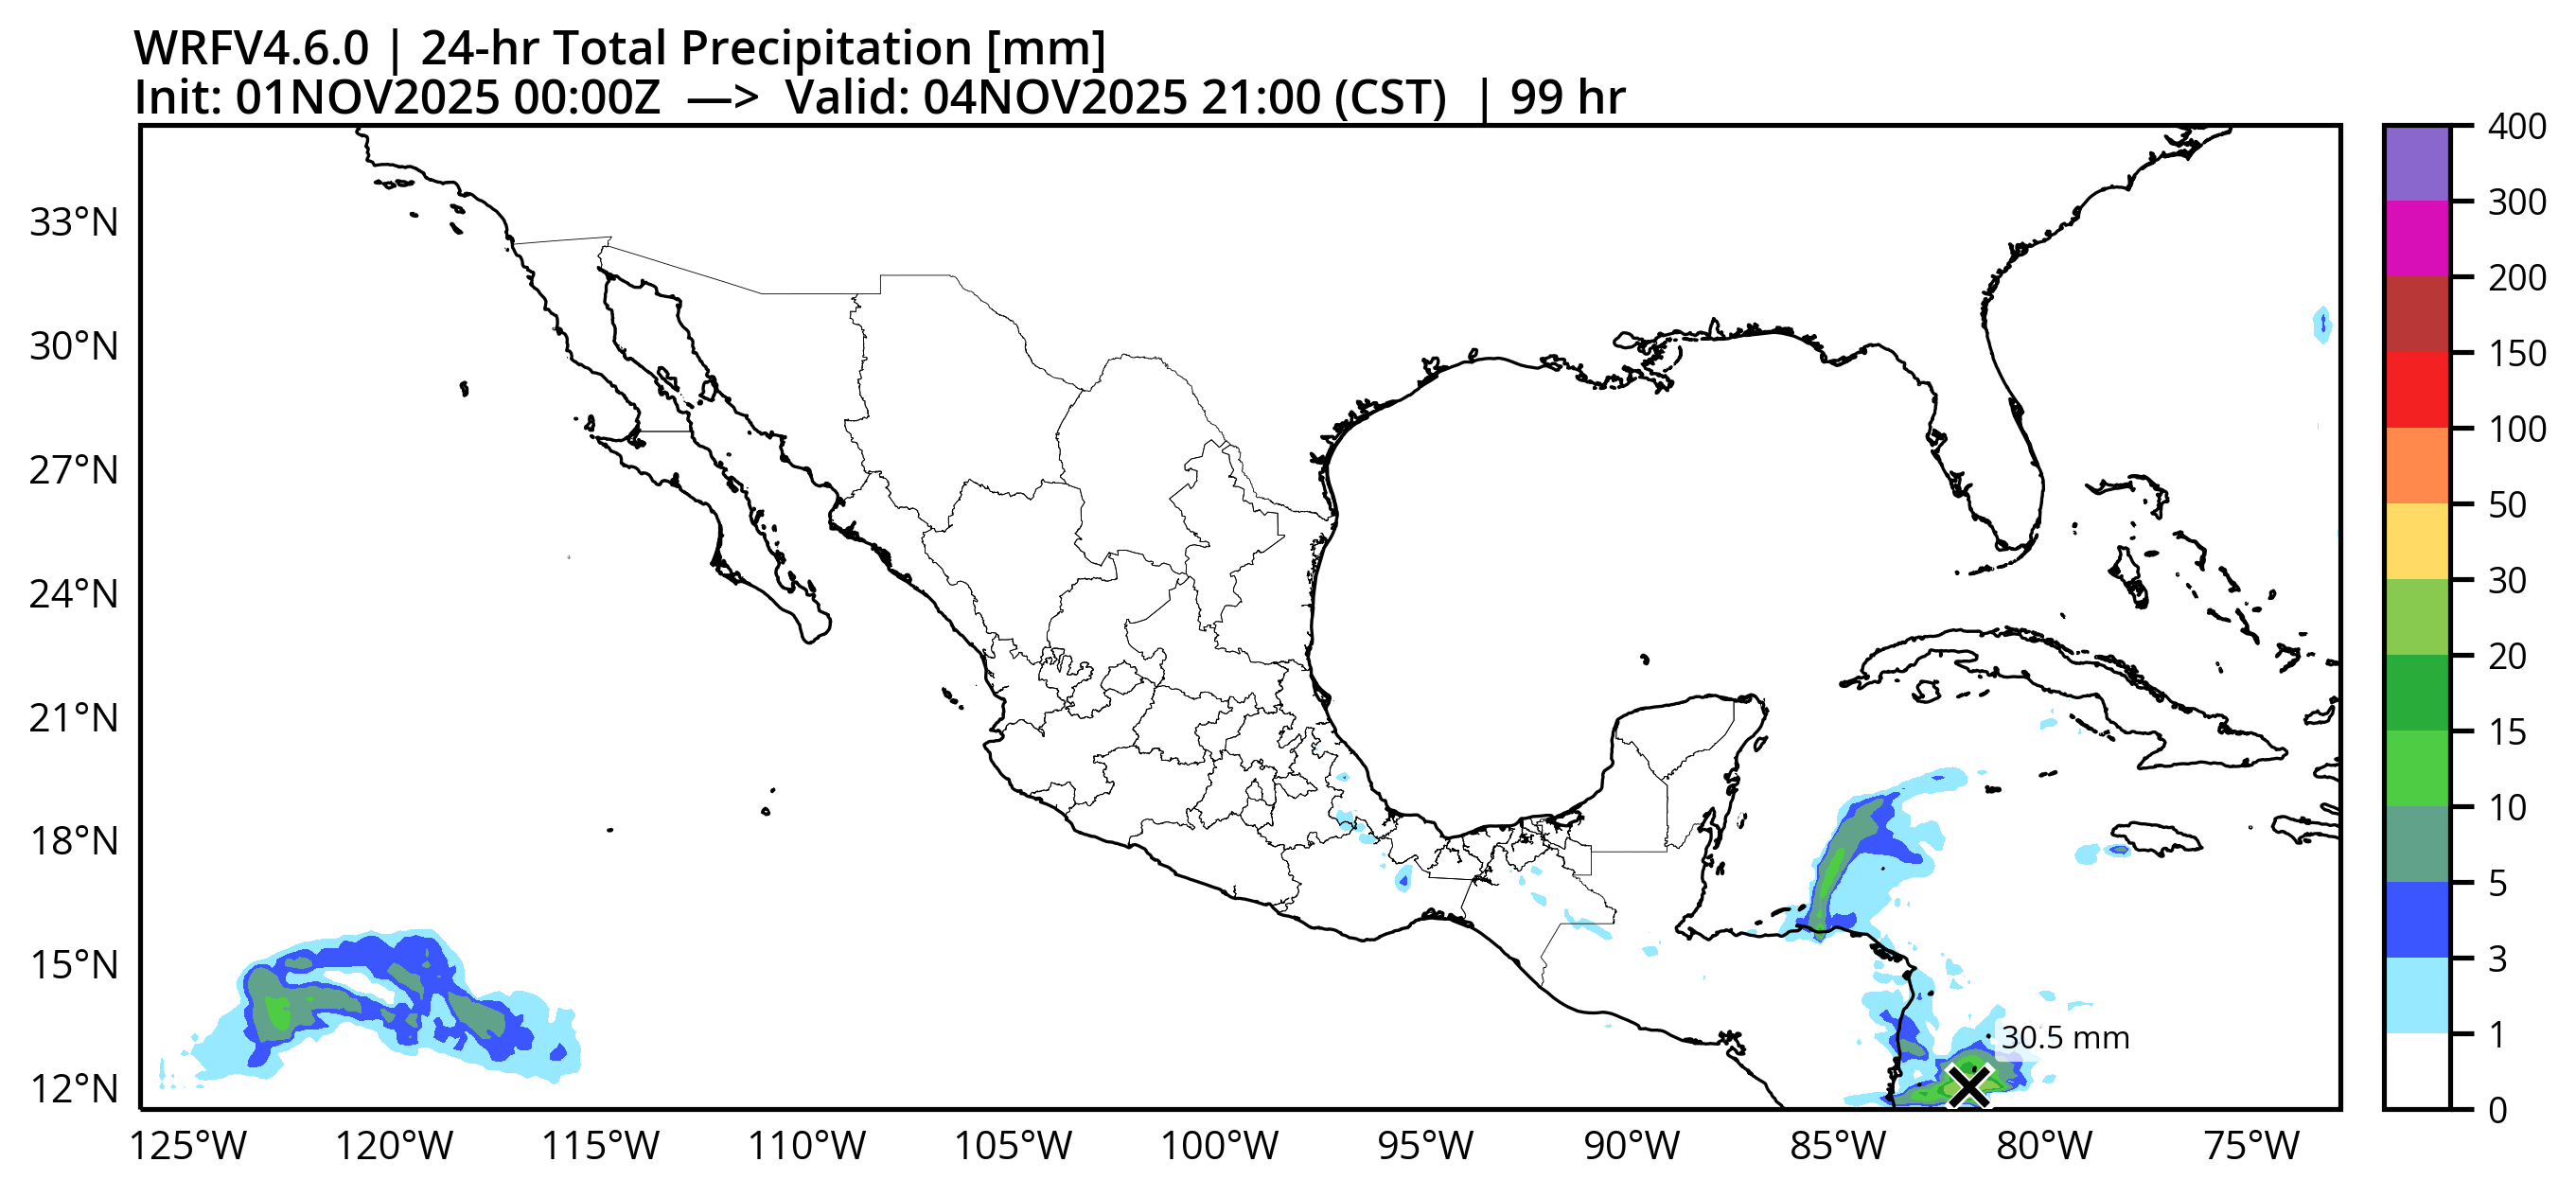 WRFV4.6.0 | 24-hr Total Precipitation [mm]
Init: 01NOV2025 00:00Z —> Valid: 04NOV2025 21:00 (CST) | 99 hr
33°N
30°N
27°N
24°N
21°N
18°N
15°N
12°N
30.5 mm
125°W 120°W 115°W 110°W 105°W 100°W 95°W 90°W 85°W 80°W 75°W
400
300
200
150
100
50
30
20
15
10
5
3
1
0